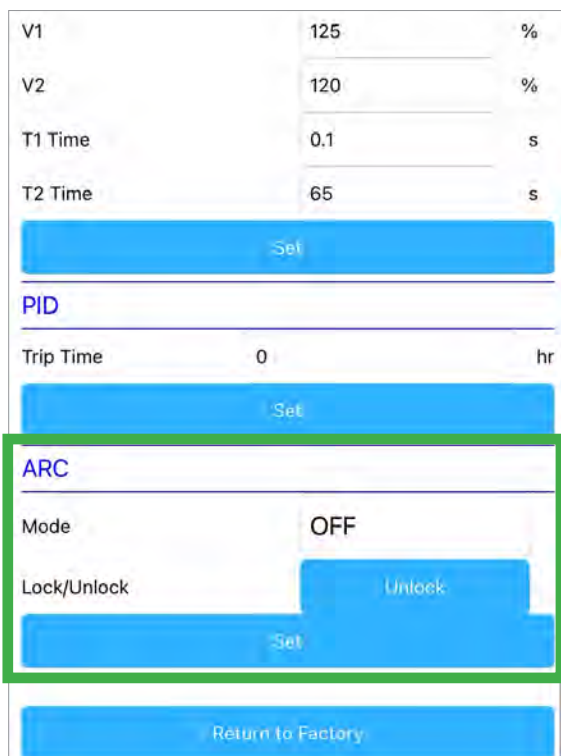 V1 125 %
V2 120 %
T1 Time 0.1 s
T2 Time 65 s
Set
PID
Trip Time 0 hr
Set
ARC
Mode OFF
Lock/Unlock Unlock
Set
Return to Factory